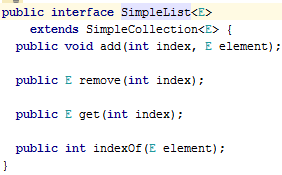 public interface SimpleList<E>
extends SimpleCollection<E> {
public void add(int index, E element);
public E remove(int index);
public E get(int index);
public int indexOf(E element);
}